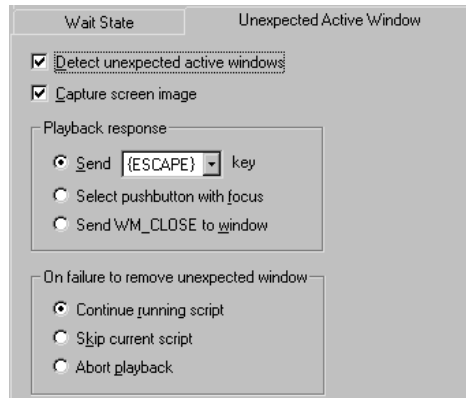 Wait State Unexpected Active Window
Detect unexpected active windows
Capture screen image
Playback response
Send {ESCAPE} key
Select pushbutton with focus
Send WM_CLOSE to window
On failure to remove unexpected window
Continue running script
Skip current script
Abort playback